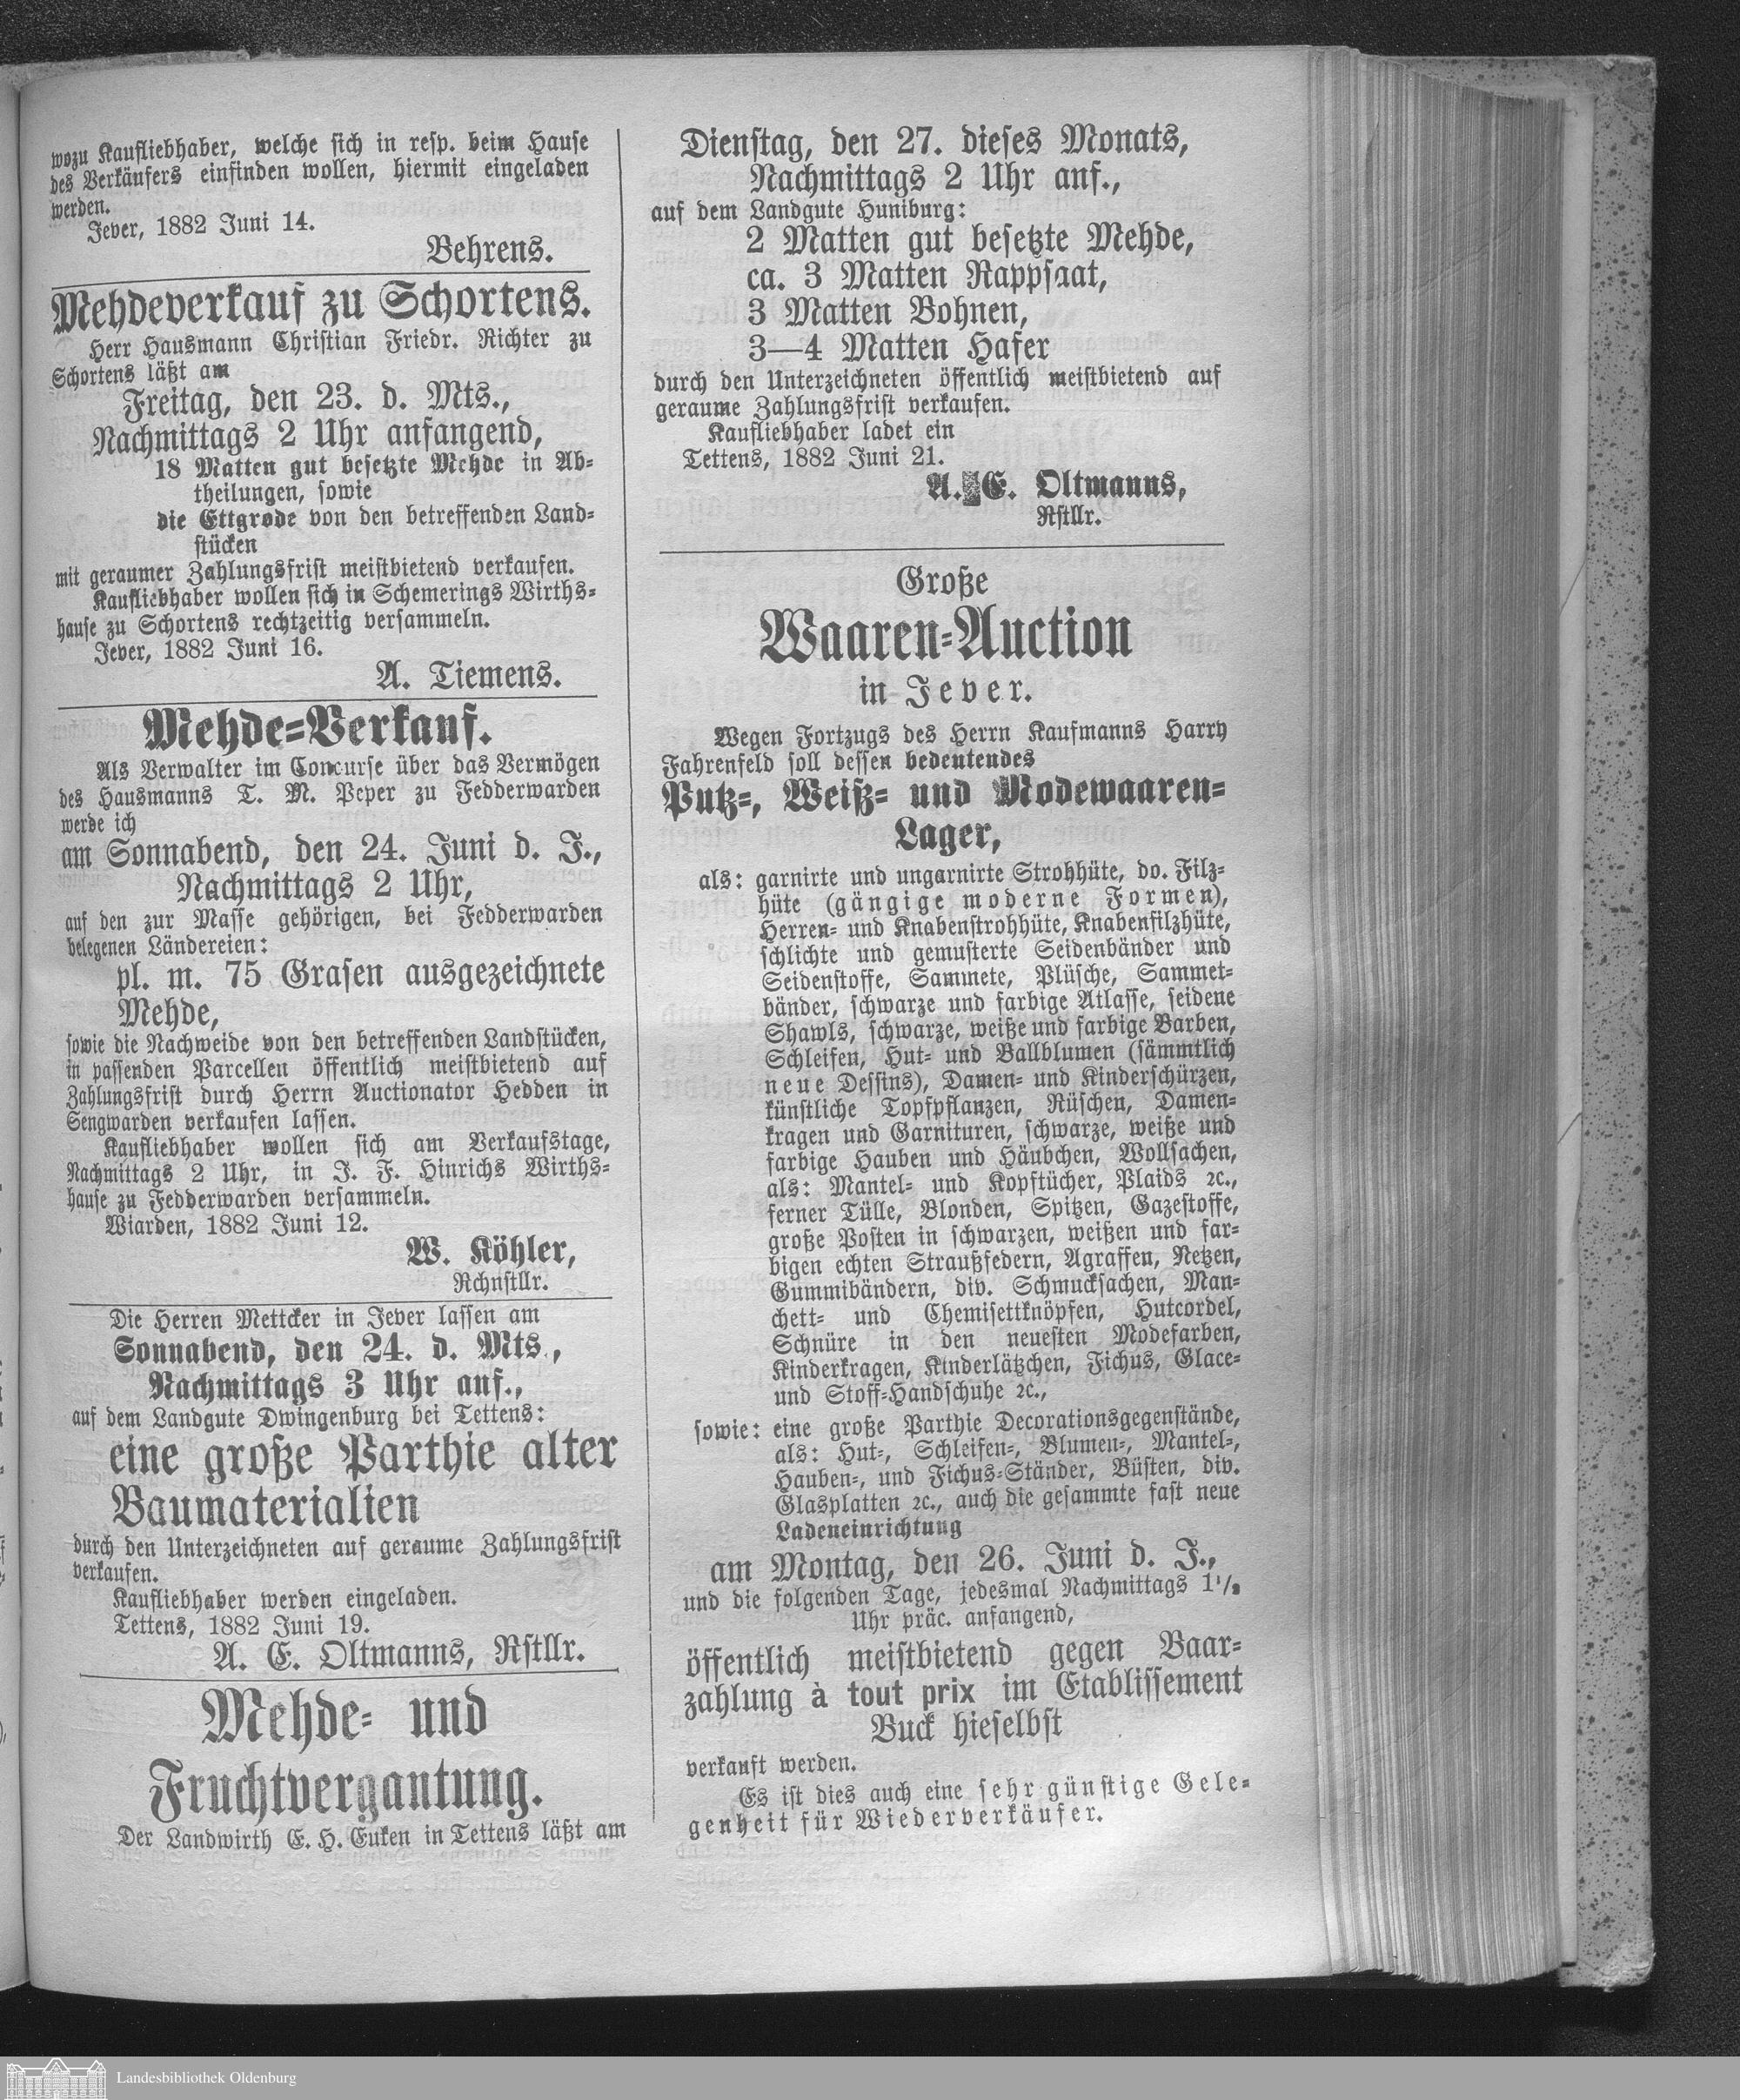 wozu Kaufliebhaber, welche sich in resp. beim Hause
des Verkäufers einfinden wollen, hiermit eingeladen
werden.
Jever, 1882 Juni 14.
Behrens.
Mehdeverkauf zu Schortens.
Herr Hausmann Christian Friedr. Richter zu
Schortens läßt am
Freitag, den 23. d. Mts.,
Nachmittags 2 Uhr anfangend,
18 Matten gut besetzte Mehde in Ab-
theilungen, sowie
die Ettgrode von den betreffenden Land-
stücken
mit geraumer Zahlungsfrist meistbietend verkaufen.
Kaufliebhaber wollen sich in Schemerings Wirths-
hause zu Schortens rechtzeitig versammeln.
Jever, 1882 Juni 16.
A. Tiemens.
Mehde-Verkauf.
Als Verwalter im Concurse über das Vermögen
des Hausmanns T. M. Peper zu Fedderwarden
werde ich
am Sonnabend, den 24. Juni d. J.,
Nachmittags 2 Uhr,
auf den zur Masse gehörigen, bei Fedderwarden
belegenen Ländereien:
pl. m. 75 Grasen ausgezeichnete
Mehde,
sowie die Nachweide von den betreffenden Landstücken,
in passenden Parcellen öffentlich meistbietend auf
Zahlungsfrist durch Herrn Auctionator Hedden in
Sengwarden verkaufen lassen.
Kaufliebhaber wollen sich am Verkaufstage,
Nachmittags 2 Uhr, in J. F. Hinrichs Wirths-
hause zu Fedderwarden versammeln.
Wiarden, 1882 Juni 12.
W. Köhler,
Rchnstllr.
Die Herren Mettcker in Jever lassen am
Sonnabend, den 24. d. Mts.,
Nachmittags 3 Uhr anf.,
auf dem Landgute Dwingenburg bei Tettens:
eine große Parthie alter
Baumaterialien
durch den Unterzeichneten auf geraume Zahlungsfrist
verkaufen.
Kaufliebhaber werden eingeladen.
Tettens, 1882 Juni 19.
A. E. Oltmanns, Rstllr.
Mehde- und
Fruchtvergantung.
Der Landwirth E. H. Euken in Tettens läßt am
Dienstag, den 27. dieses Monats,
Nachmittags 2 Uhr anf.,
auf dem Landgute Huniburg:
2 Matten gut besetzte Mehde,
ca. 3 Matten Rappsaat,
3 Matten Bohnen,
3—4 Matten Hafer
durch den Unterzeichneten öffentlich meistbietend auf
geraume Zahlungsfrist verkaufen.
Kaufliebhaber ladet ein
Tettens, 1882 Juni 21.
A. E. Oltmanns,
Rstllr.
Große
Waaren-Auction
in Jever.
Wegen Fortzugs des Herrn Kaufmanns Harry
Fahrenfeld soll dessen bedeutendes
Putz-, Weiß- und Modewaaren-
Lager,
als: garnirte und ungarnirte Strohhüte, do. Filz-
hüte (gängige moderne Formen),
Herren- und Knabenstrohhüte, Knabenfilzhüte,
schlichte und gemusterte Seidenbänder und
Seidenstoffe, Sammete, Plüsche, Sammet-
bänder, schwarze und farbige Atlasse, seidene
Shawls, schwarze, weiße und farbige Barben,
Schleifen, Hut- und Ballblumen (sämmtlich
neue Dessins), Damen- und Kinderschürzen,
künstliche Topfpflanzen, Rüschen, Damen-
kragen und Garnituren, schwarze, weiße und
farbige Hauben und Häubchen, Wollsachen,
als: Mantel- und Kopftücher, Plaids ꝛc.,
ferner Tülle, Blonden, Spitzen, Gazestoffe,
große Posten in schwarzen, weißen und far-
bigen echten Straußfedern, Agraffen, Netzen,
Gummibändern, div. Schmucksachen, Man-
chett- und Chemisettknöpfen, Hutcordel,
Schnüre in den neuesten Modefarben,
Kinderkragen, Kinderlätzchen, Fichus, Glace-
und Stoff-Handschuhe ꝛc.,
sowie: eine große Parthie Decorationsgegenstände,
als: Hut-, Schleifen-, Blumen-, Mantel-,
Hauben-, und Fichus-Ständer, Büsten, div.
Glasplatten ꝛc., auch die gesammte fast neue
Ladeneinrichtung
am Montag, den 26. Juni d. J.,
und die folgenden Tage, jedesmal Nachmittags 1½
Uhr präc. anfangend,
öffentlich meistbietend gegen Baar-
zahlung à tout prix im Etablissement
Buck hieselbst
verkauft werden.
Es ist dies auch eine sehr günstige Gele-
genheit für Wiederverkäufer.
Landesbibliothek Oldenburg